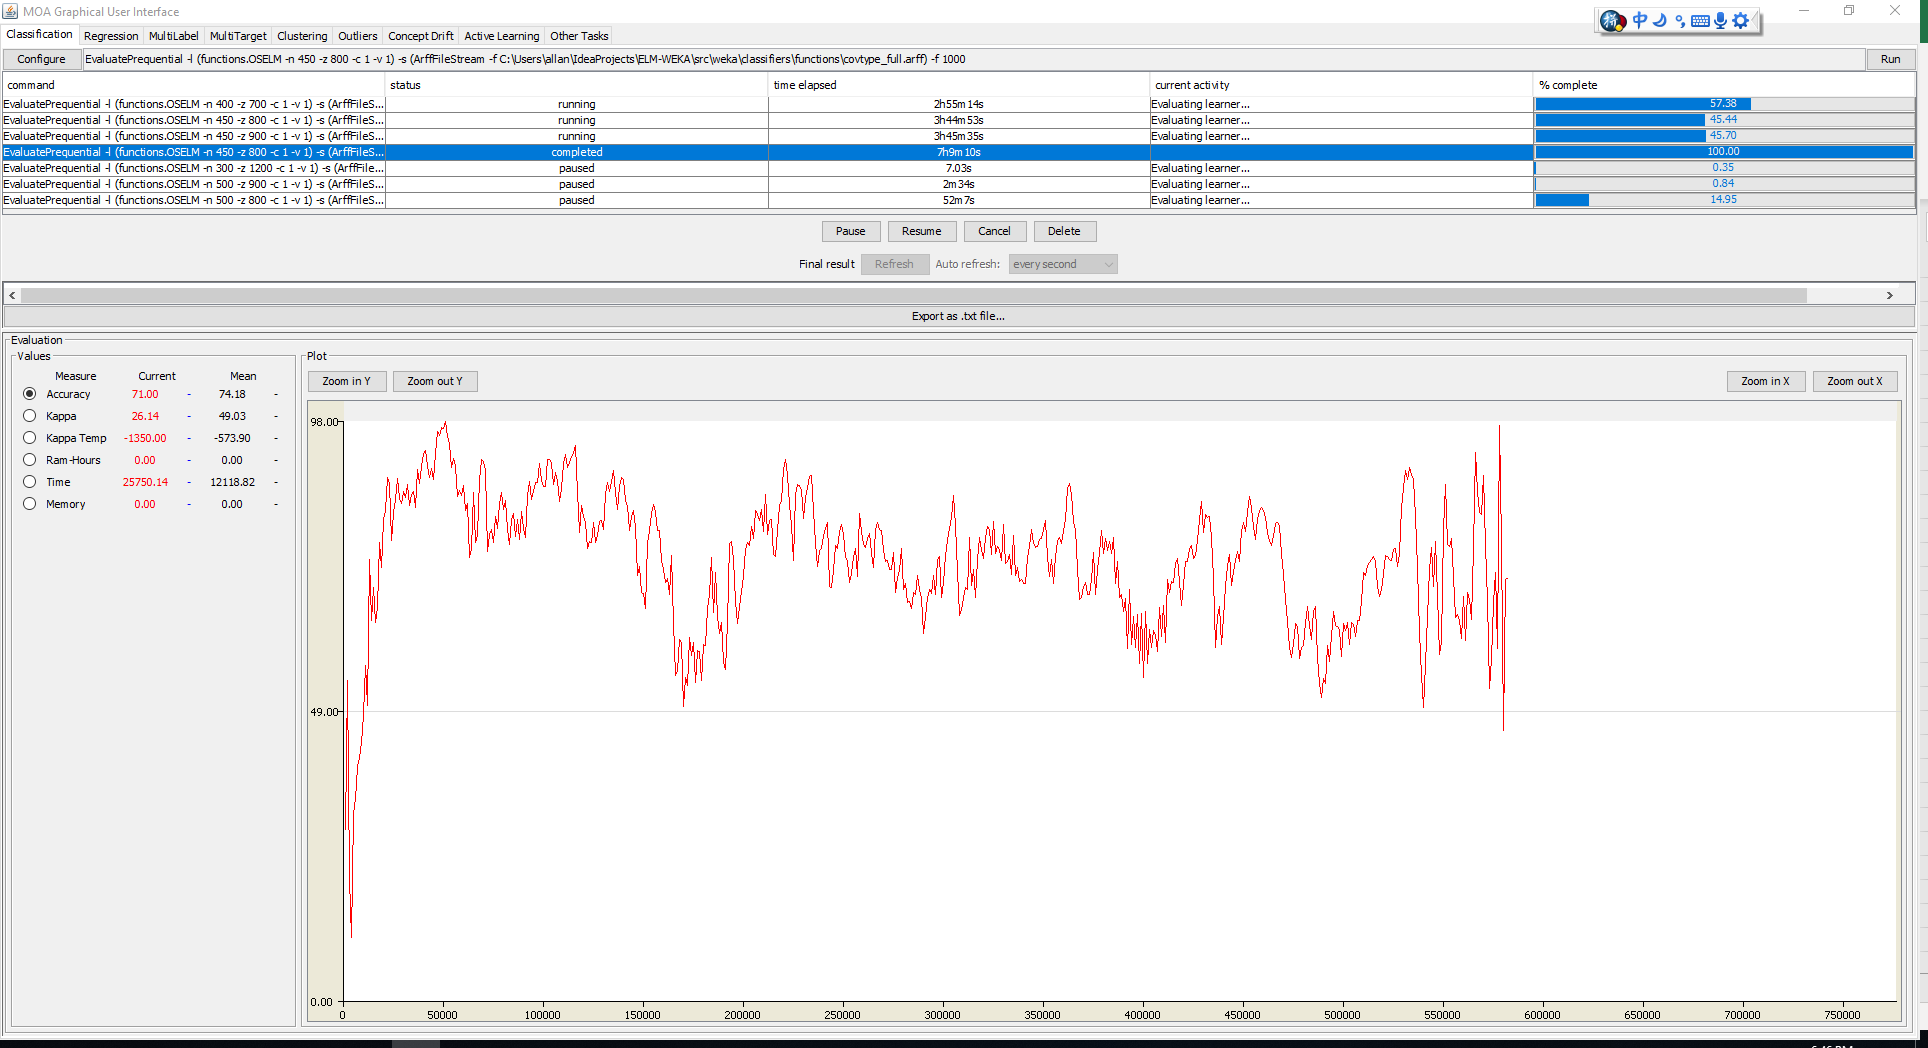 MOA Graphical User Interface
拼 中
Classification Regression MultiLabel MultiTarget Clustering Outliers Concept Drift Active Learning Other Tasks
Configure EvaluatePrequential -l (functions.OSELM -n 450 -z 800 -c 1 -v 1) -s (ArffFileStream -f C:\Users\allan\IdeaProjects\ELM-WEKA\src\weka\classifiers\functions\covtype_full.arff) -f 1000 Run
command status time elapsed current activity % complete
EvaluatePrequential -l (functions.OSELM -n 400 -z 700 -c 1 -v 1) -s (ArffFileS... running 2h55m14s Evaluating learner... 57.38
EvaluatePrequential -l (functions.OSELM -n 450 -z 800 -c 1 -v 1) -s (ArffFileS... running 3h44m53s Evaluating learner... 45.44
EvaluatePrequential -l (functions.OSELM -n 450 -z 900 -c 1 -v 1) -s (ArffFileS... running 3h45m35s Evaluating learner... 45.70
EvaluatePrequential -l (functions.OSELM -n 450 -z 800 -c 1 -v 1) -s (ArffFileS... completed 7h9m10s 100.00
EvaluatePrequential -l (functions.OSELM -n 300 -z 1200 -c 1 -v 1) -s (ArffFile... paused 7.03s Evaluating learner... 0.35
EvaluatePrequential -l (functions.OSELM -n 500 -z 900 -c 1 -v 1) -s (ArffFileS... paused 2m34s Evaluating learner... 0.84
EvaluatePrequential -l (functions.OSELM -n 500 -z 800 -c 1 -v 1) -s (ArffFileS... paused 52m7s Evaluating learner... 14.95
Pause Resume Cancel Delete
Final result Refresh Auto refresh: every second
Export as .txt file...
Evaluation
Values
Measure Current Mean
Accuracy 71.00 - 74.18 -
Kappa 26.14 - 49.03 -
Kappa Temp -1350.00 - -573.90 -
Ram-Hours 0.00 - 0.00 -
Time 25750.14 - 12118.82 -
Memory 0.00 - 0.00 -
Plot
Zoom in Y Zoom out Y Zoom in X Zoom out X
98.00
49.00
0.00
0 50000 100000 150000 200000 250000 300000 350000 400000 450000 500000 550000 600000 650000 700000 750000